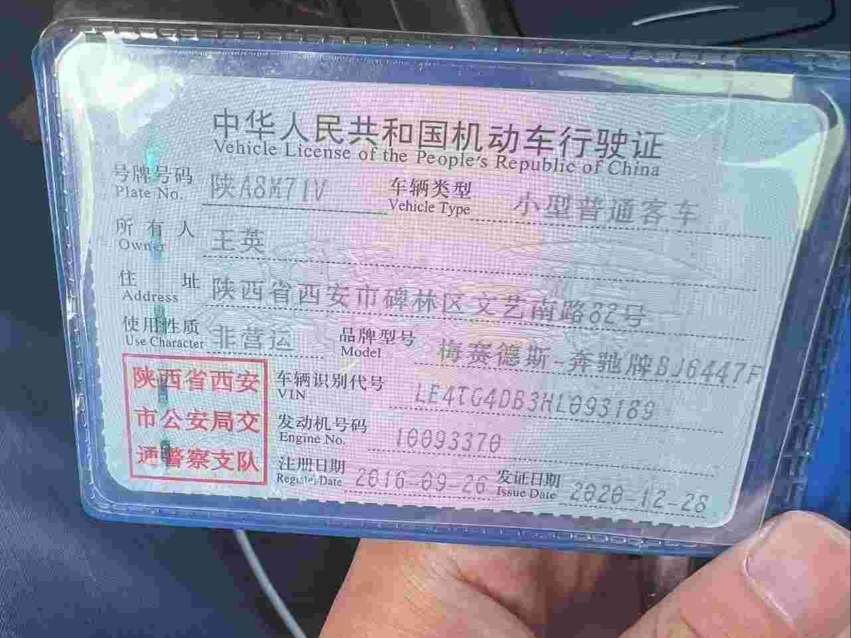 中华人民共和国机动车行驶证
Vehicle License of the People's Republic of China
号牌号码 陕A8M71V 车辆类型 小型普通客车
Plate No. Vehicle Type
所有人 王英
Owner
住址 陕西省西安市碑林区文艺南路82号
Address
使用性质 非营运 品牌型号 梅赛德斯-奔驰牌BJ6447F
Use Character Model
陕西省西安
市公安局交
通警察支队
车辆识别代号 LE4TG4DB3HL093189
VIN
发动机号码 10093370
Engine No.
注册日期 2016-09-26 发证日期 2020-12-28
Register Date Issue Date